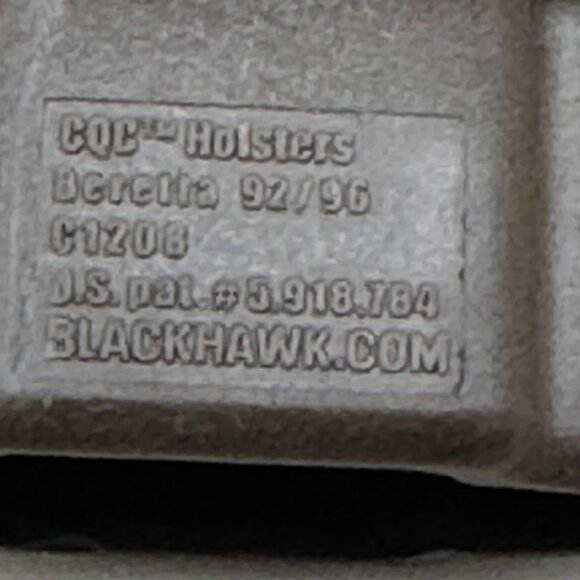 CQC™ Holsters
Beretta 92/96
C1208
U.S. pat. # 5,918,784
BLACKHAWK.COM